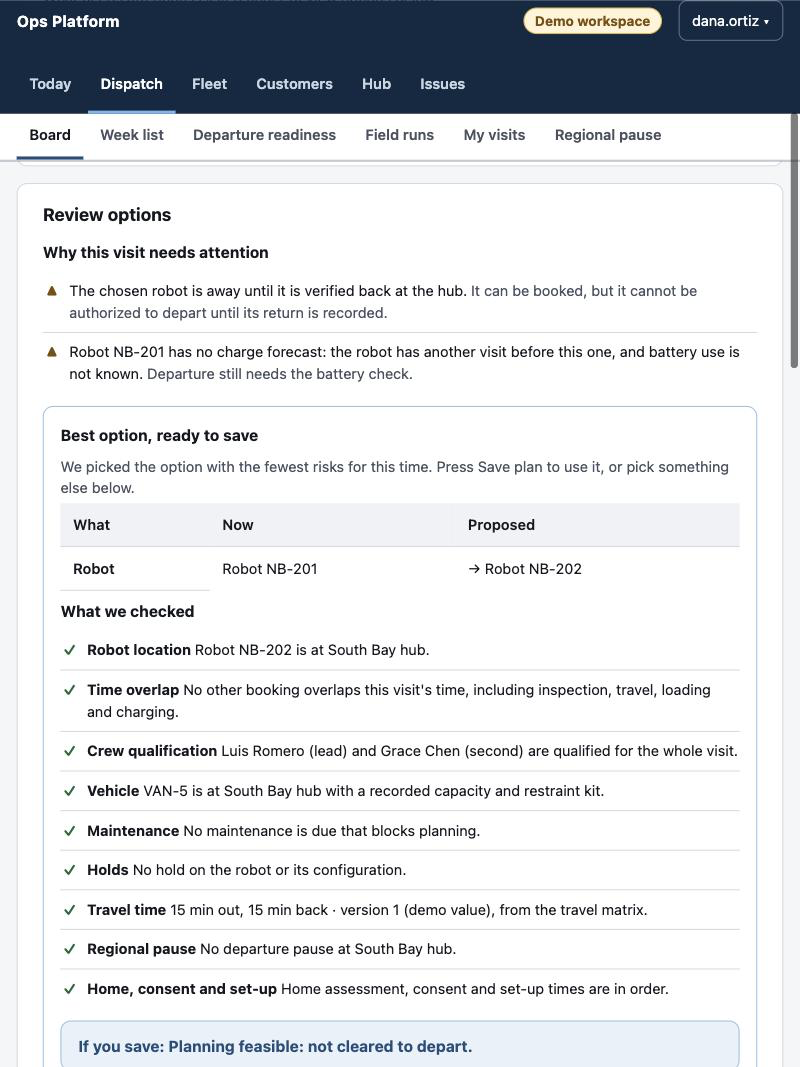 Ops Platform
Demo workspace
dana.ortiz ▾
Today
Dispatch
Fleet
Customers
Hub
Issues
Board
Week list
Departure readiness
Field runs
My visits
Regional pause
Review options
Why this visit needs attention
The chosen robot is away until it is verified back at the hub. It can be booked, but it cannot be
authorized to depart until its return is recorded.
Robot NB-201 has no charge forecast: the robot has another visit before this one, and battery use is
not known. Departure still needs the battery check.
Best option, ready to save
We picked the option with the fewest risks for this time. Press Save plan to use it, or pick something
else below.
What Now Proposed
Robot Robot NB-201 → Robot NB-202
What we checked
✓ Robot location Robot NB-202 is at South Bay hub.
✓ Time overlap No other booking overlaps this visit's time, including inspection, travel, loading
and charging.
✓ Crew qualification Luis Romero (lead) and Grace Chen (second) are qualified for the whole visit.
✓ Vehicle VAN-5 is at South Bay hub with a recorded capacity and restraint kit.
✓ Maintenance No maintenance is due that blocks planning.
✓ Holds No hold on the robot or its configuration.
✓ Travel time 15 min out, 15 min back · version 1 (demo value), from the travel matrix.
✓ Regional pause No departure pause at South Bay hub.
✓ Home, consent and set-up Home assessment, consent and set-up times are in order.
If you save: Planning feasible: not cleared to depart.